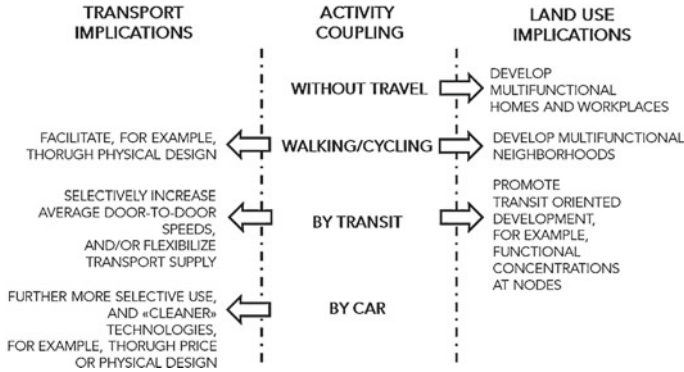 TRANSPORT
IMPLICATIONS
ACTIVITY
COUPLING
LAND USE
IMPLICATIONS
WITHOUT TRAVEL
DEVELOP
MULTIFUNCTIONAL
HOMES AND WORKPLACES
FACILITATE, FOR EXAMPLE,
THORUGH PHYSICAL DESIGN
WALKING/CYCLING
DEVELOP MULTIFUNCTIONAL
NEIGHBORHOODS
SELECTIVELY INCREASE
AVERAGE DOOR-TO-DOOR
SPEEDS,
AND/OR FLEXIBILIZE
TRANSPORT SUPPLY
BY TRANSIT
PROMOTE
TRANSIT ORIENTED
DEVELOPMENT,
FOR EXAMPLE,
FUNCTIONAL
CONCENTRATIONS
AT NODES
FURTHER MORE SELECTIVE USE,
AND «CLEANER»
TECHNOLOGIES,
FOR EXAMPLE, THORUGH PRICE
OR PHYSICAL DESIGN
BY CAR